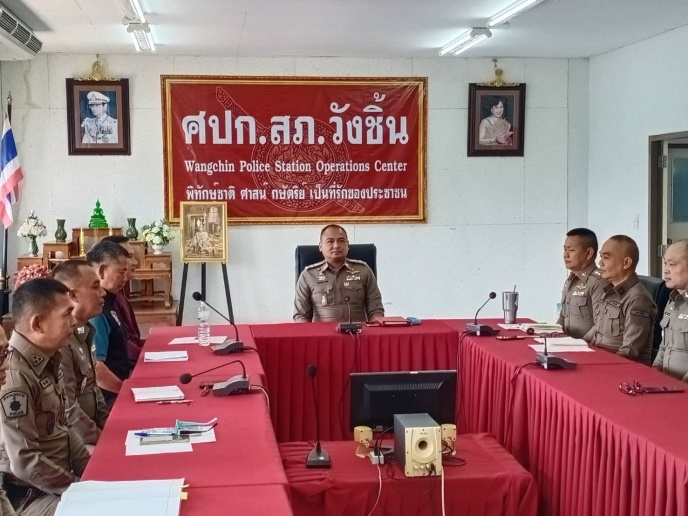 ศปก.สภ.วังชิ้น
Wangchin Police Station Operations Center
พิทักษ์ชาติ ศาสน์ กษัตริย์ เป็นที่รักของประชาชน